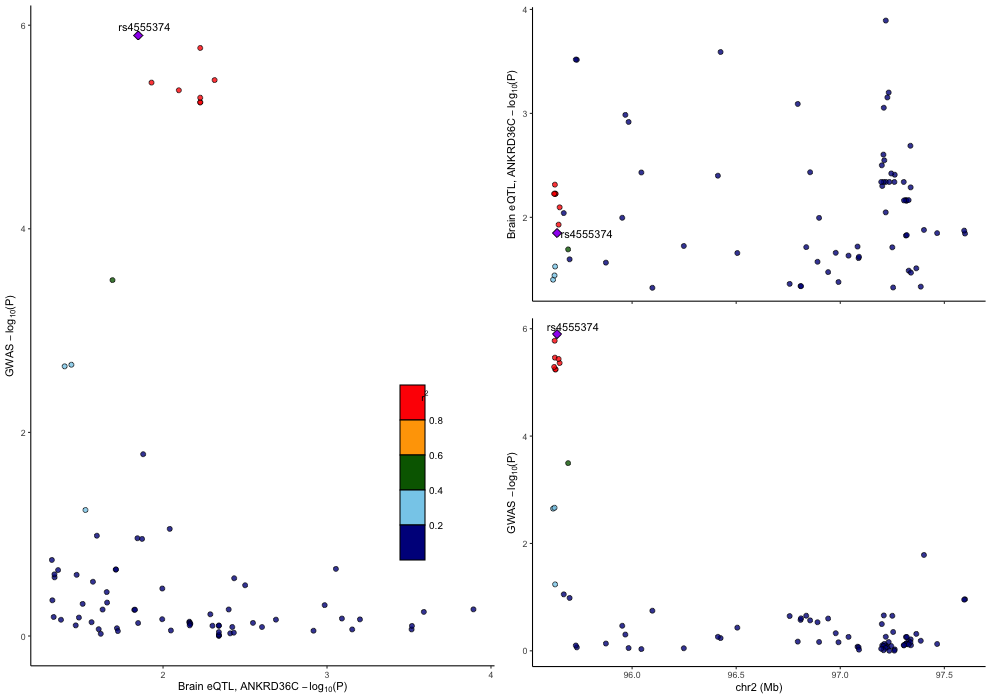 rs4555374
6
4
2
0
GWAS − log10(P)
2
3
4
Brain eQTL, ANKRD36C − log10(P)
r2
0.8
0.6
0.4
0.2
4
3
2
Brain eQTL, ANKRD36C − log10(P)
rs4555374
rs4555374
6
4
2
0
GWAS − log10(P)
96.0
96.5
97.0
97.5
chr2 (Mb)